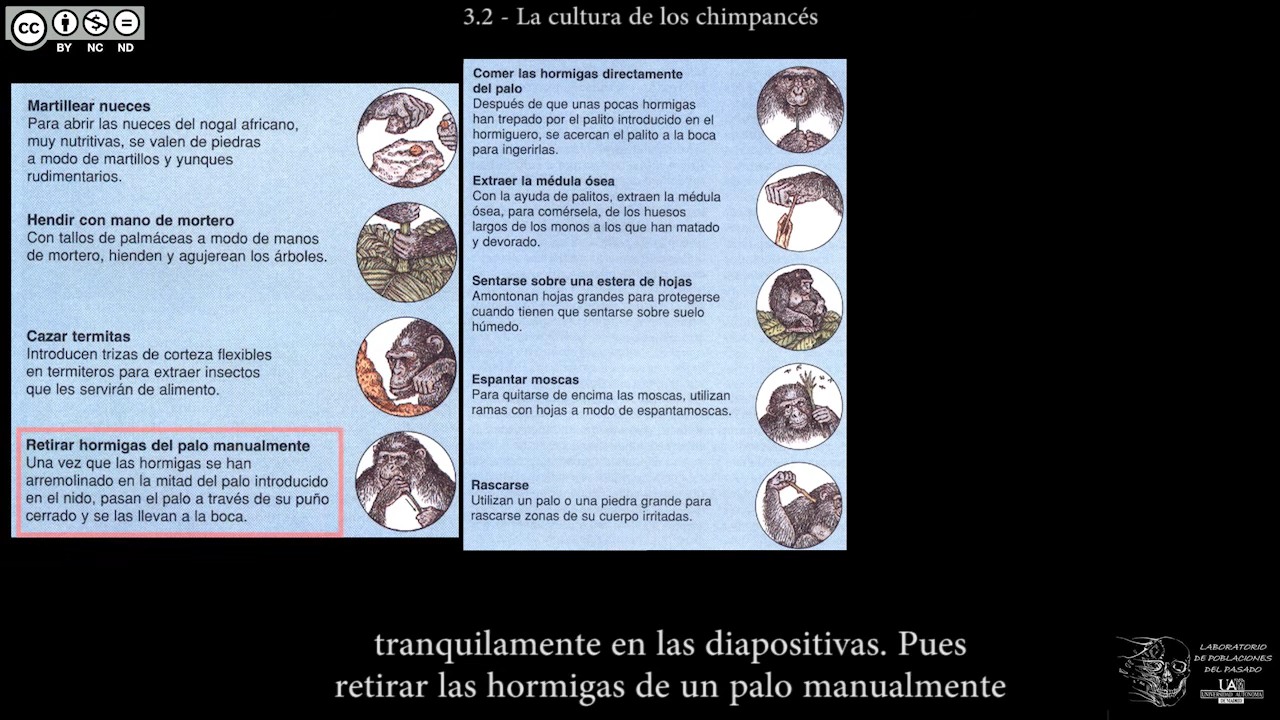 3.2 - La cultura de los chimpancés
cc
BY NC ND
Martillear nueces
Para abrir las nueces del nogal africano,
muy nutritivas, se valen de piedras
a modo de martillos y yunques
rudimentarios.
Hendir con mano de mortero
Con tallos de palmáceas a modo de manos
de mortero, hienden y agujerean los árboles.
Cazar termitas
Introducen trizas de corteza flexibles
en termiteros para extraer insectos
que les servirán de alimento.
Retirar hormigas del palo manualmente
Una vez que las hormigas se han
arremolinado en la mitad del palo introducido
en el nido, pasan el palo a través de su puño
cerrado y se las llevan a la boca.
Comer las hormigas directamente
del palo
Después de que unas pocas hormigas
han trepado por el palito introducido en el
hormiguero, se acercan el palito a la boca
para ingerirlas.
Extraer la médula ósea
Con la ayuda de palitos, extraen la médula
ósea, para comérsela, de los huesos
largos de los monos a los que han matado
y devorado.
Sentarse sobre una estera de hojas
Amontonan hojas grandes para protegerse
cuando tienen que sentarse sobre suelo
húmedo.
Espantar moscas
Para quitarse de encima las moscas, utilizan
ramas con hojas a modo de espantamoscas.
Rascarse
Utilizan un palo o una piedra grande para
rascarse zonas de su cuerpo irritadas.
tranquilamente en las diapositivas. Pues
retirar las hormigas de un palo manualmente
LABORATORIO
DE POBLACIONES
DEL PASADO
UAM
UNIVERSIDAD AUTONOMA
DE MADRID